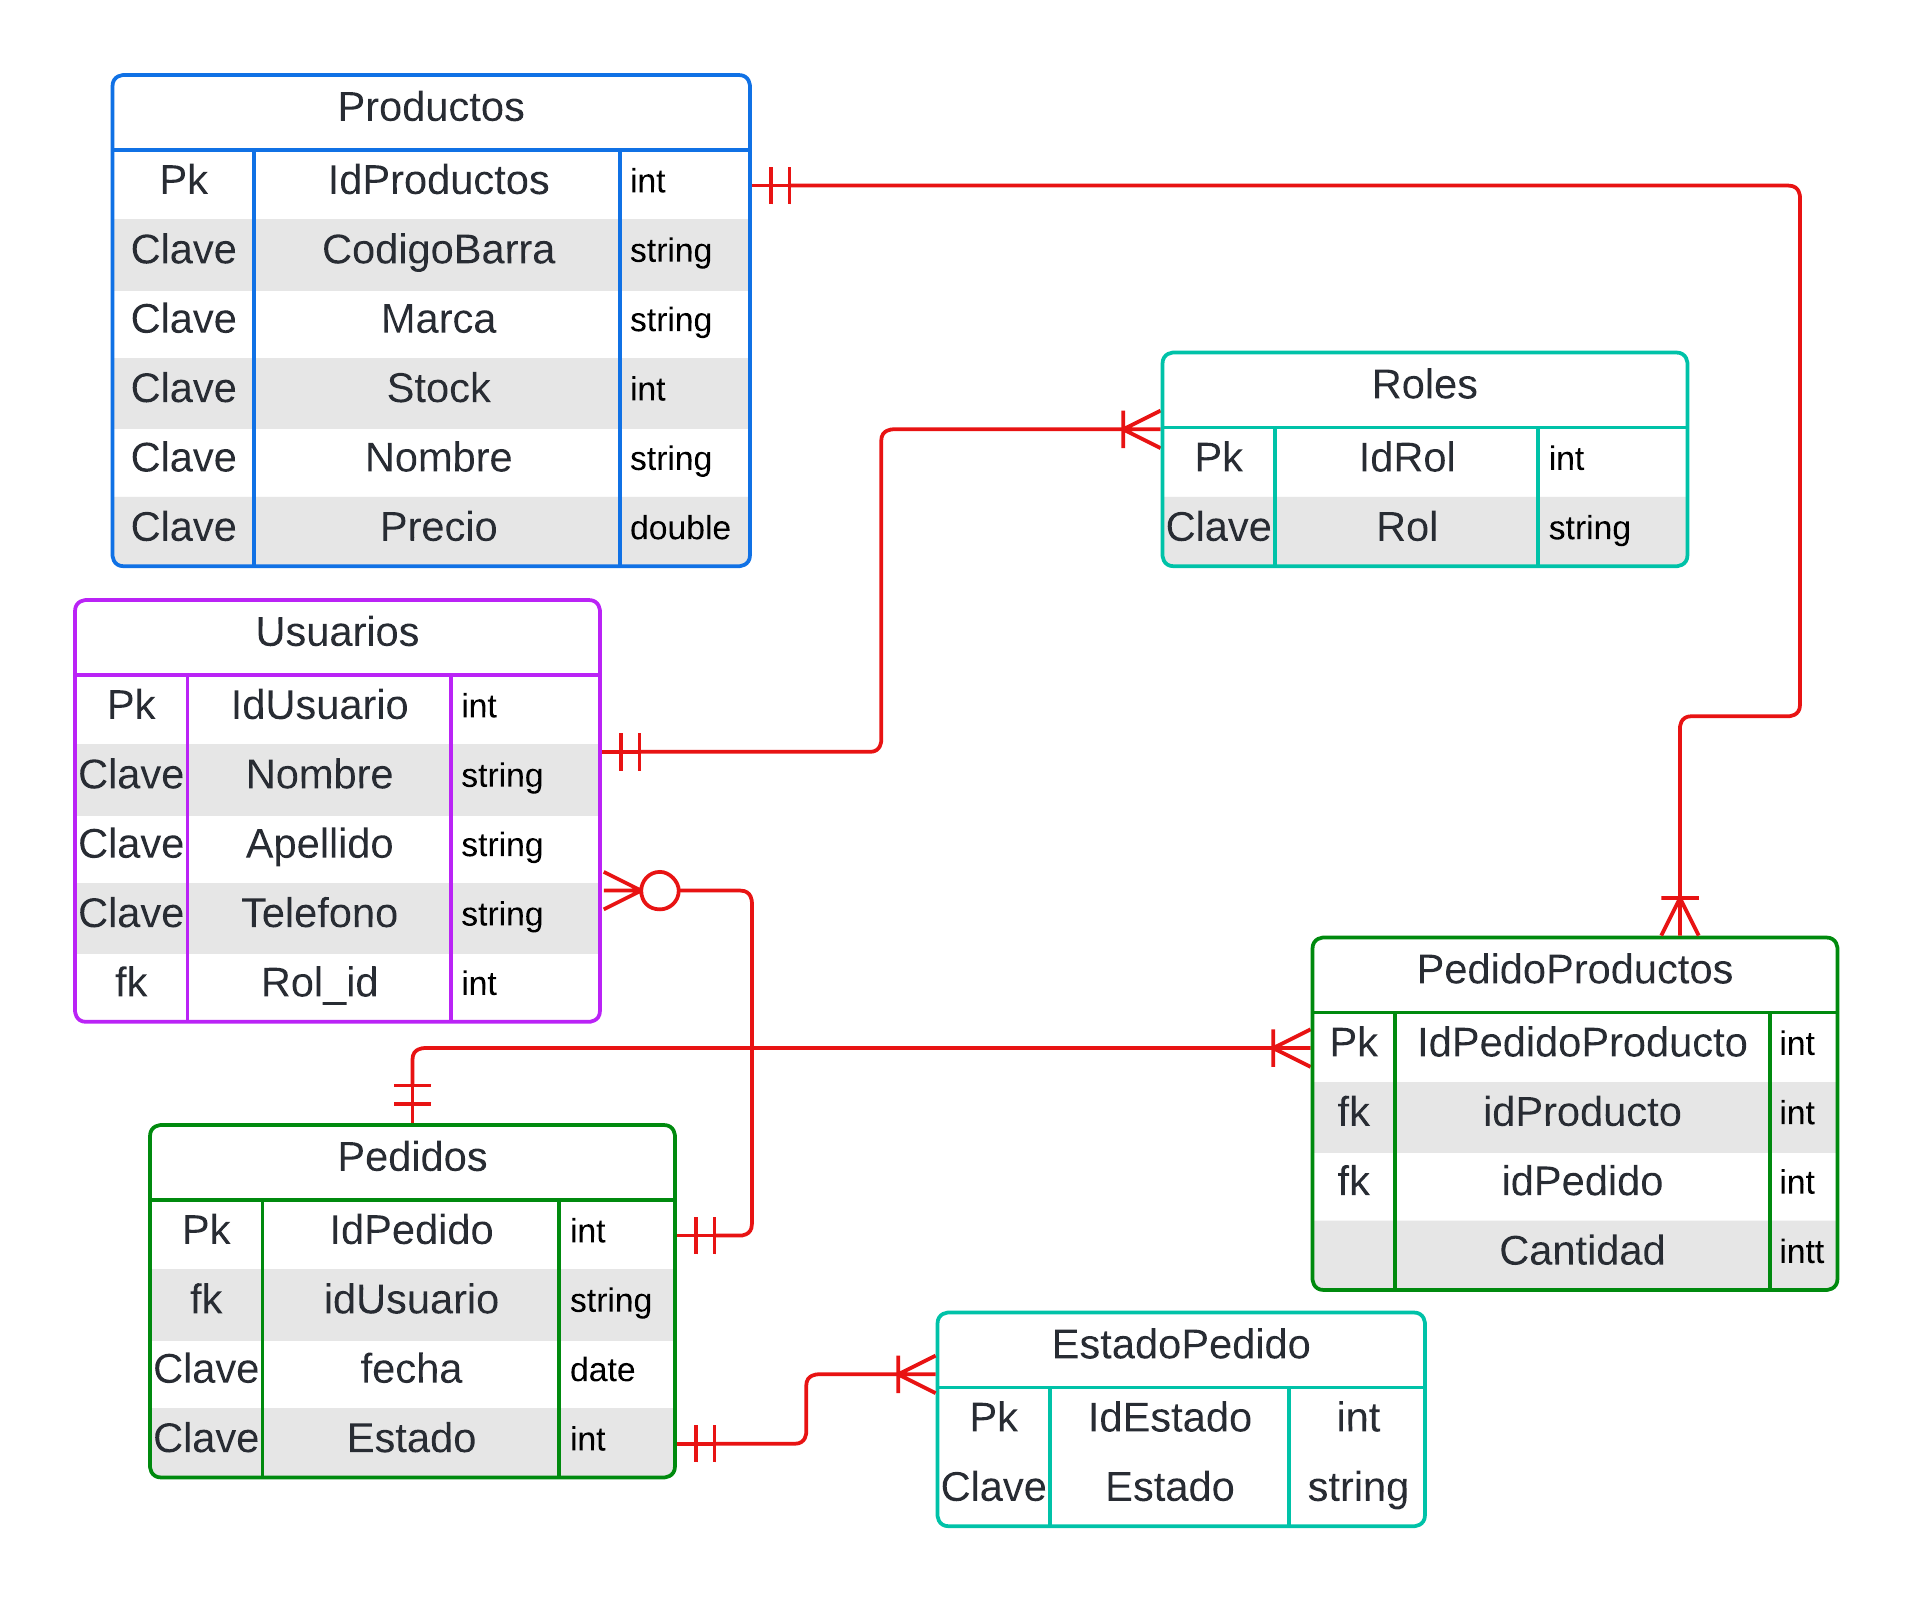 Productos
Pk IdProductos int
Clave CodigoBarra string
Clave Marca string
Clave Stock int
Clave Nombre string
Clave Precio double
Roles
Pk IdRol int
Clave Rol string
Usuarios
Pk IdUsuario int
Clave Nombre string
Clave Apellido string
Clave Telefono string
fk Rol_id int
PedidoProductos
Pk IdPedidoProducto int
fk idProducto int
fk idPedido int
Cantidad intt
Pedidos
Pk IdPedido int
fk idUsuario string
Clave fecha date
Clave Estado int
EstadoPedido
Pk IdEstado int
Clave Estado string